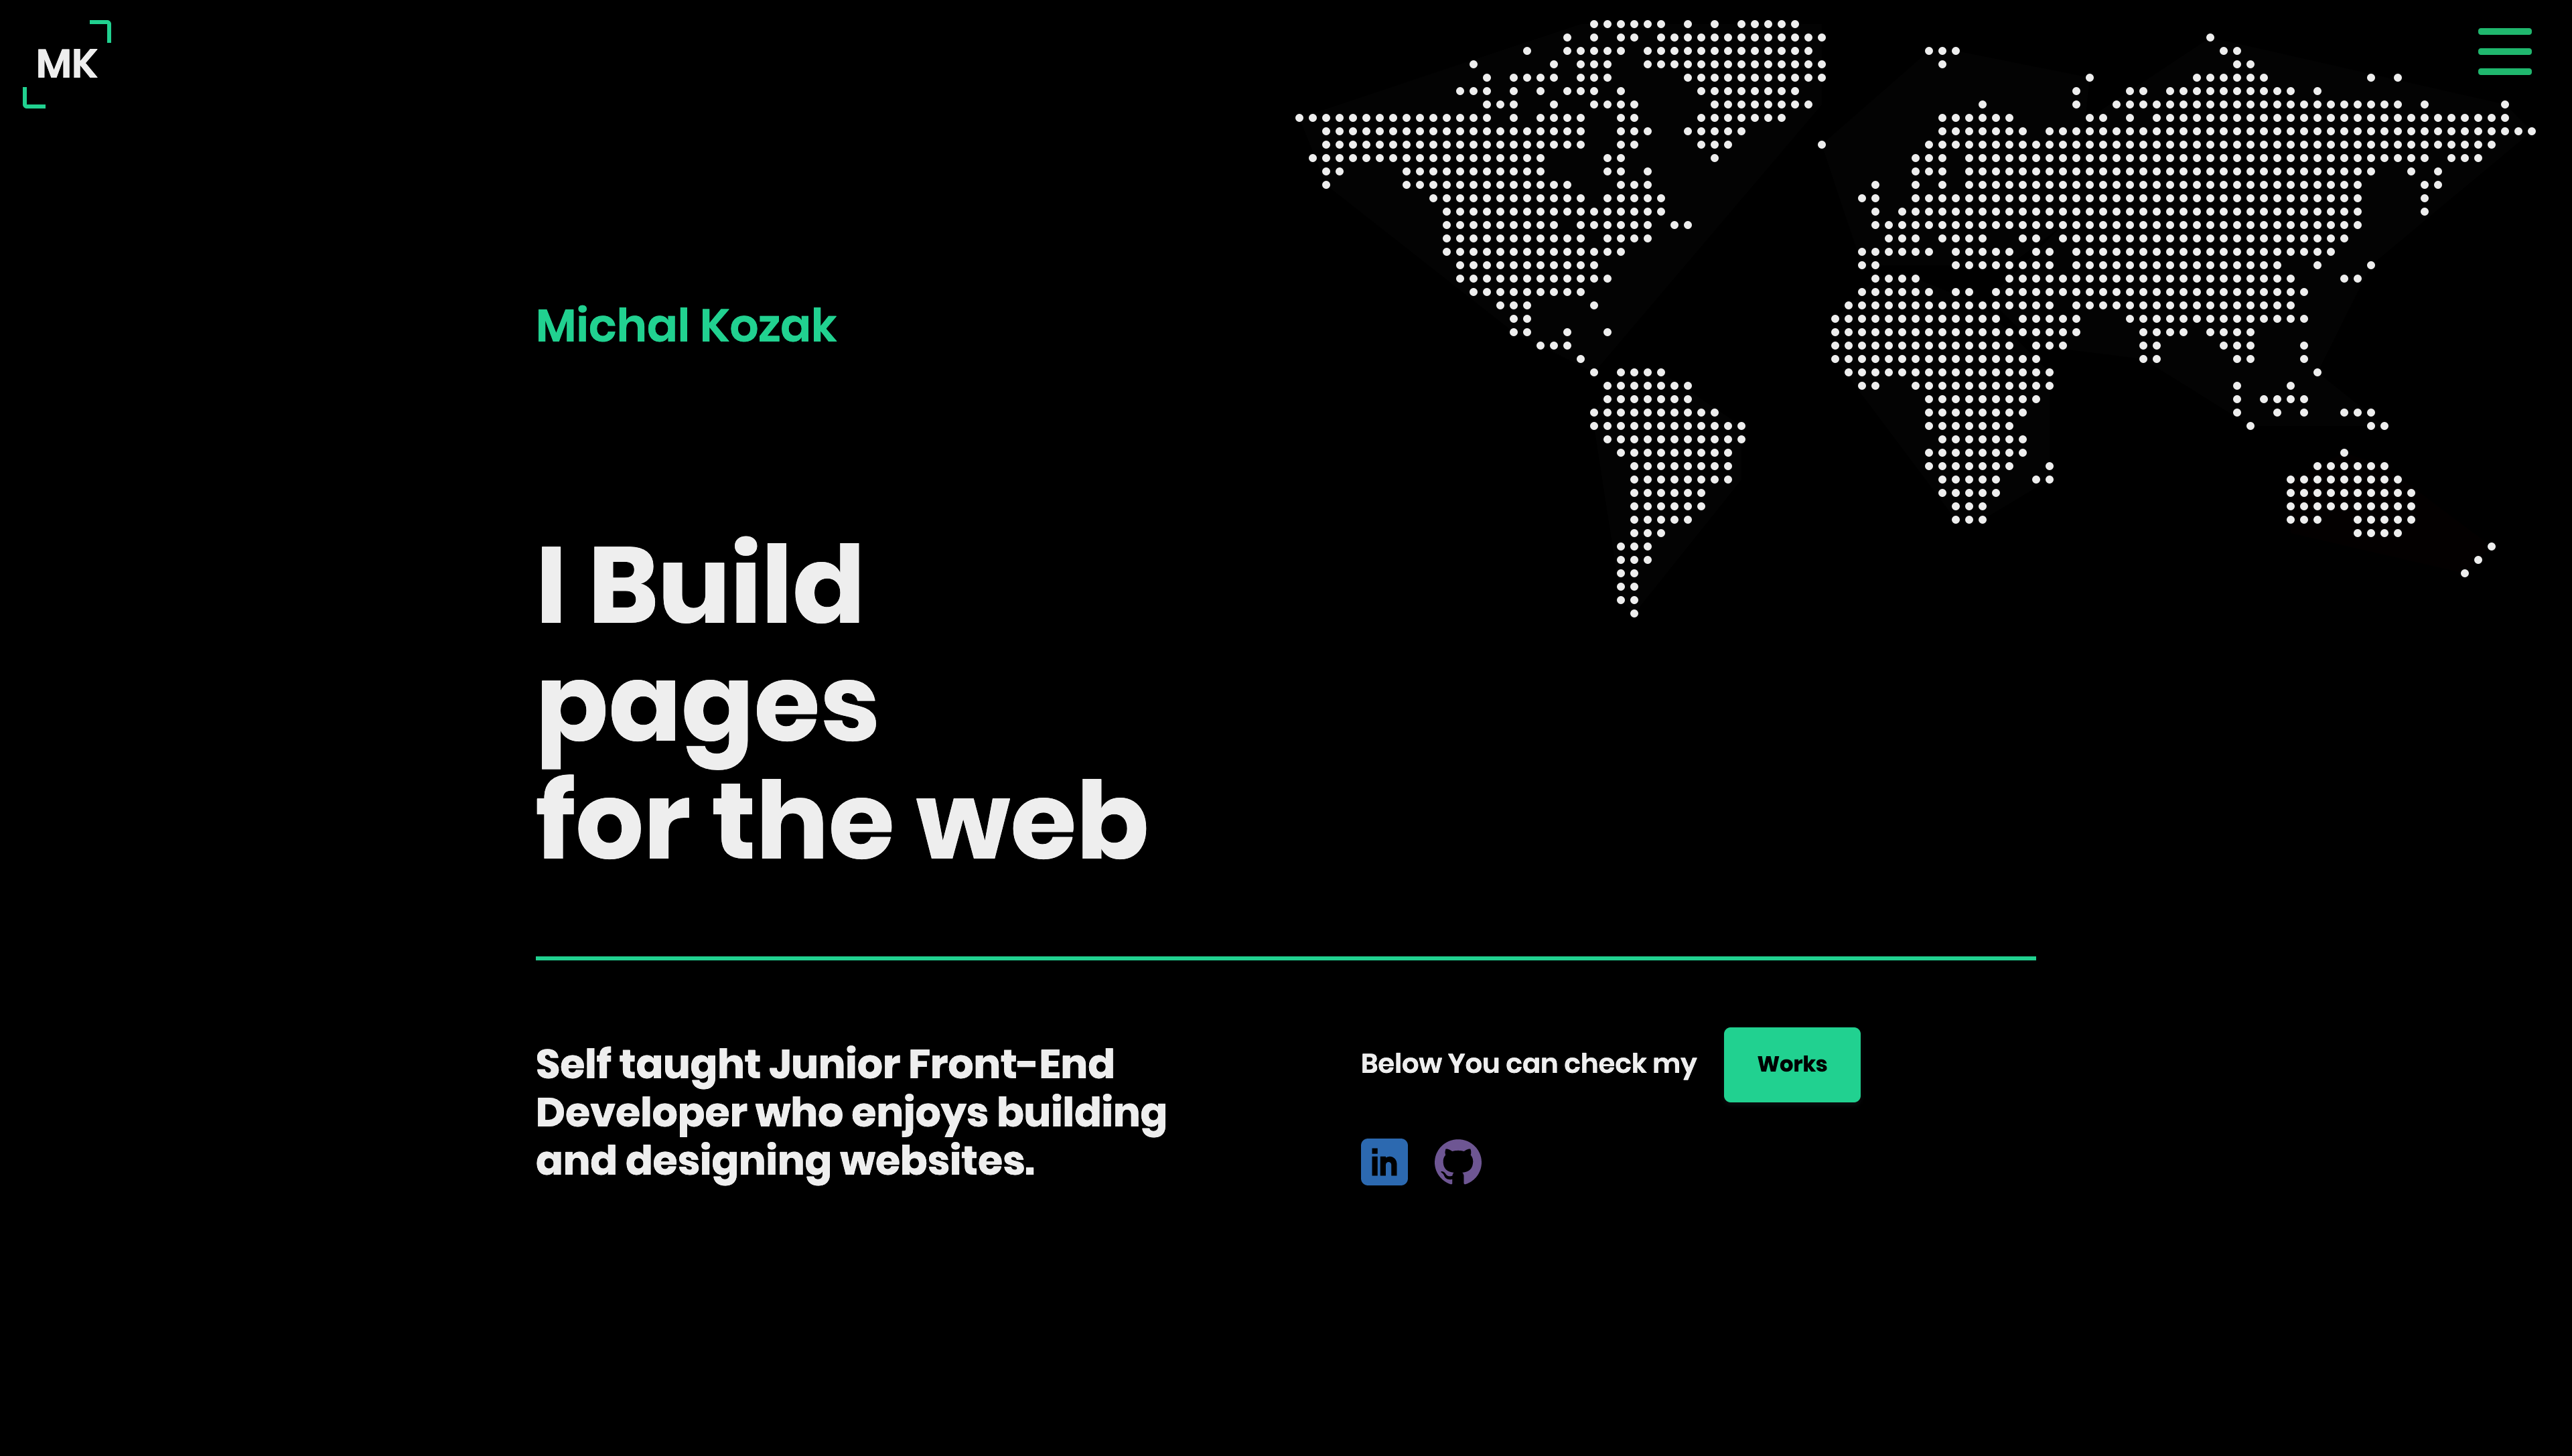 MK
Michal Kozak
I Build
pages
for the web
Self taught Junior Front-End
Developer who enjoys building
and designing websites.
Below You can check my
Works
in